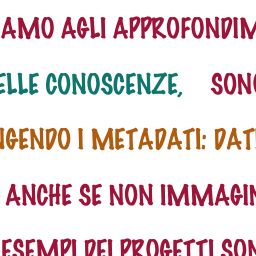 AMO AGLI APPROFONDIM
ELLE CONOSCENZE, SONO
NGENDO I METADATI: DATI
ANCHE SE NON IMMAGIN
ESEMPI DEI PROGETTI SON